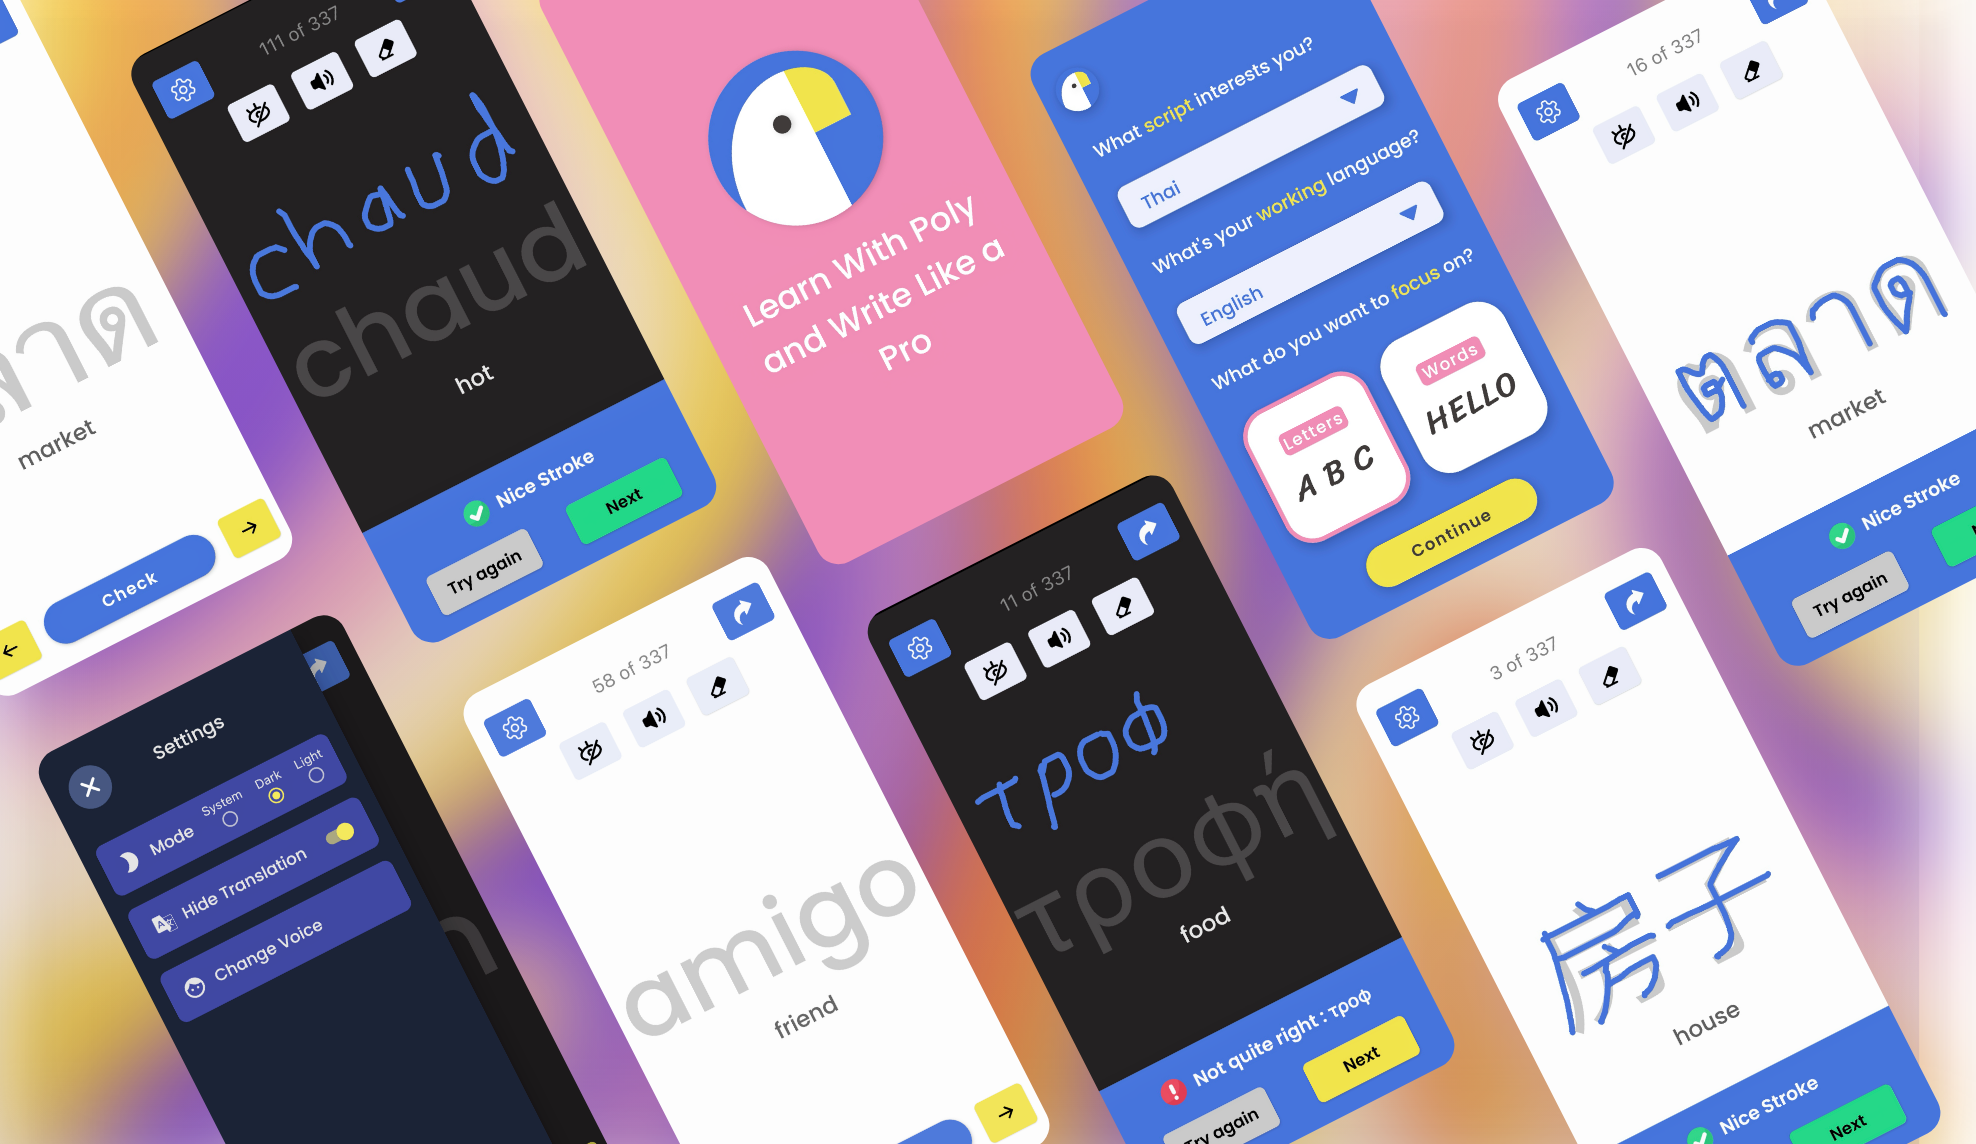 market
Check
111 of 337
chaud
chaud
hot
Nice Stroke
Try again
Next
Learn With Poly
and Write Like a
Pro
What script interests you?
Thai
What's your working language?
English
What do you want to focus on?
Letters
A B C
Words
HELLO
Continue
16 of 337
ตลาด
market
Nice Stroke
Try again
Settings
Mode
System
Dark
Light
Hide Translation
Change Voice
58 of 337
amigo
friend
11 of 337
τροφ
τροφή
food
Not quite right : τροφ
Try again
Next
3 of 337
房子
house
Nice Stroke
Next